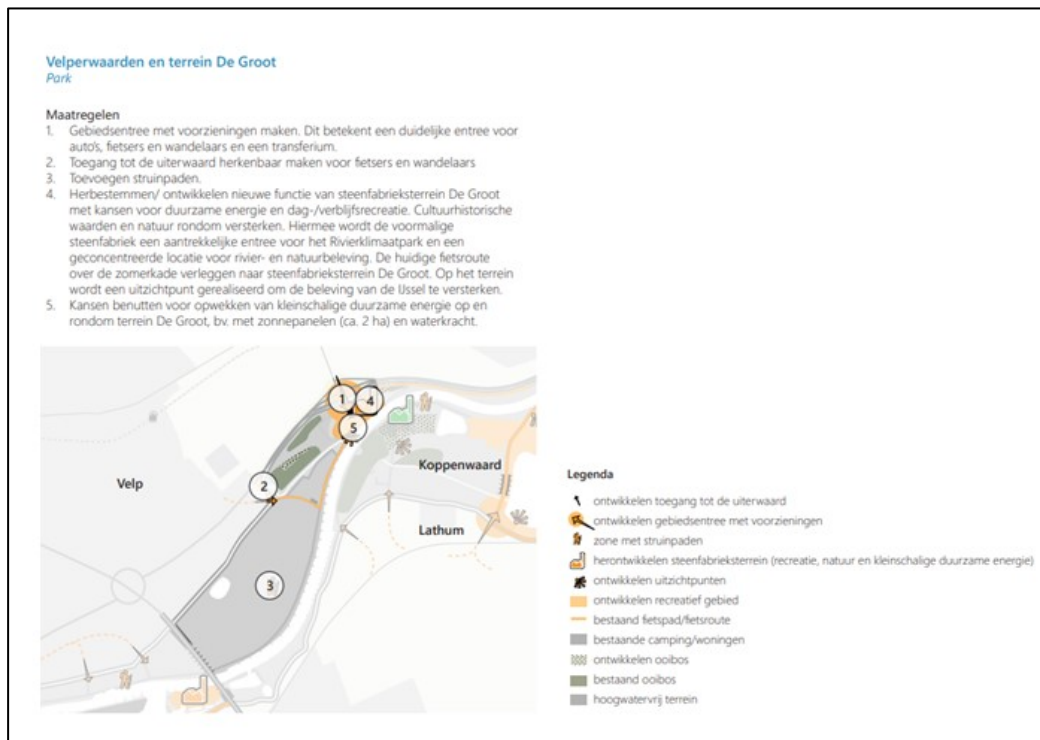 Velperwaarden en terrein De Groot
Park
Maatregelen
1. Gebiedsentree met voorzieningen maken. Dit betekent een duidelijke entree voor
auto's, fietsers en wandelaars en een transferium.
2. Toegang tot de uiterwaard herkenbaar maken voor fietsers en wandelaars
3. Toevoegen struinpaden.
4. Herbestemmen/ ontwikkelen nieuwe functie van steenfabrieksterrein De Groot
met kansen voor duurzame energie en dag-/verblijfsrecreatie. Cultuurhistorische
waarden en natuur rondom versterken. Hiermee wordt de voormalige
steenfabriek een aantrekkelijke entree voor het Rivierklimaatpark en een
geconcentreerde locatie voor rivier- en natuurbeleving. De huidige fietsroute
over de zomerkade verleggen naar steenfabrieksterrein De Groot. Op het terrein
wordt een uitzichtpunt gerealiseerd om de beleving van de IJssel te versterken.
5. Kansen benutten voor opwekken van kleinschalige duurzame energie op en
rondom terrein De Groot, bv. met zonnepanelen (ca. 2 ha) en waterkracht.
1
4
5
Koppenwaard
Velp
2
Lathum
3
Legenda
ontwikkelen toegang tot de uiterwaard
ontwikkelen gebiedsentree met voorzieningen
zone met struinpaden
herontwikkelen steenfabrieksterrein (recreatie, natuur en kleinschalige duurzame energie)
ontwikkelen uitzichtpunten
ontwikkelen recreatief gebied
bestaand fietspad/fietsroute
bestaande camping/woningen
ontwikkelen ooibos
bestaand ooibos
hoogwatervrij terrein